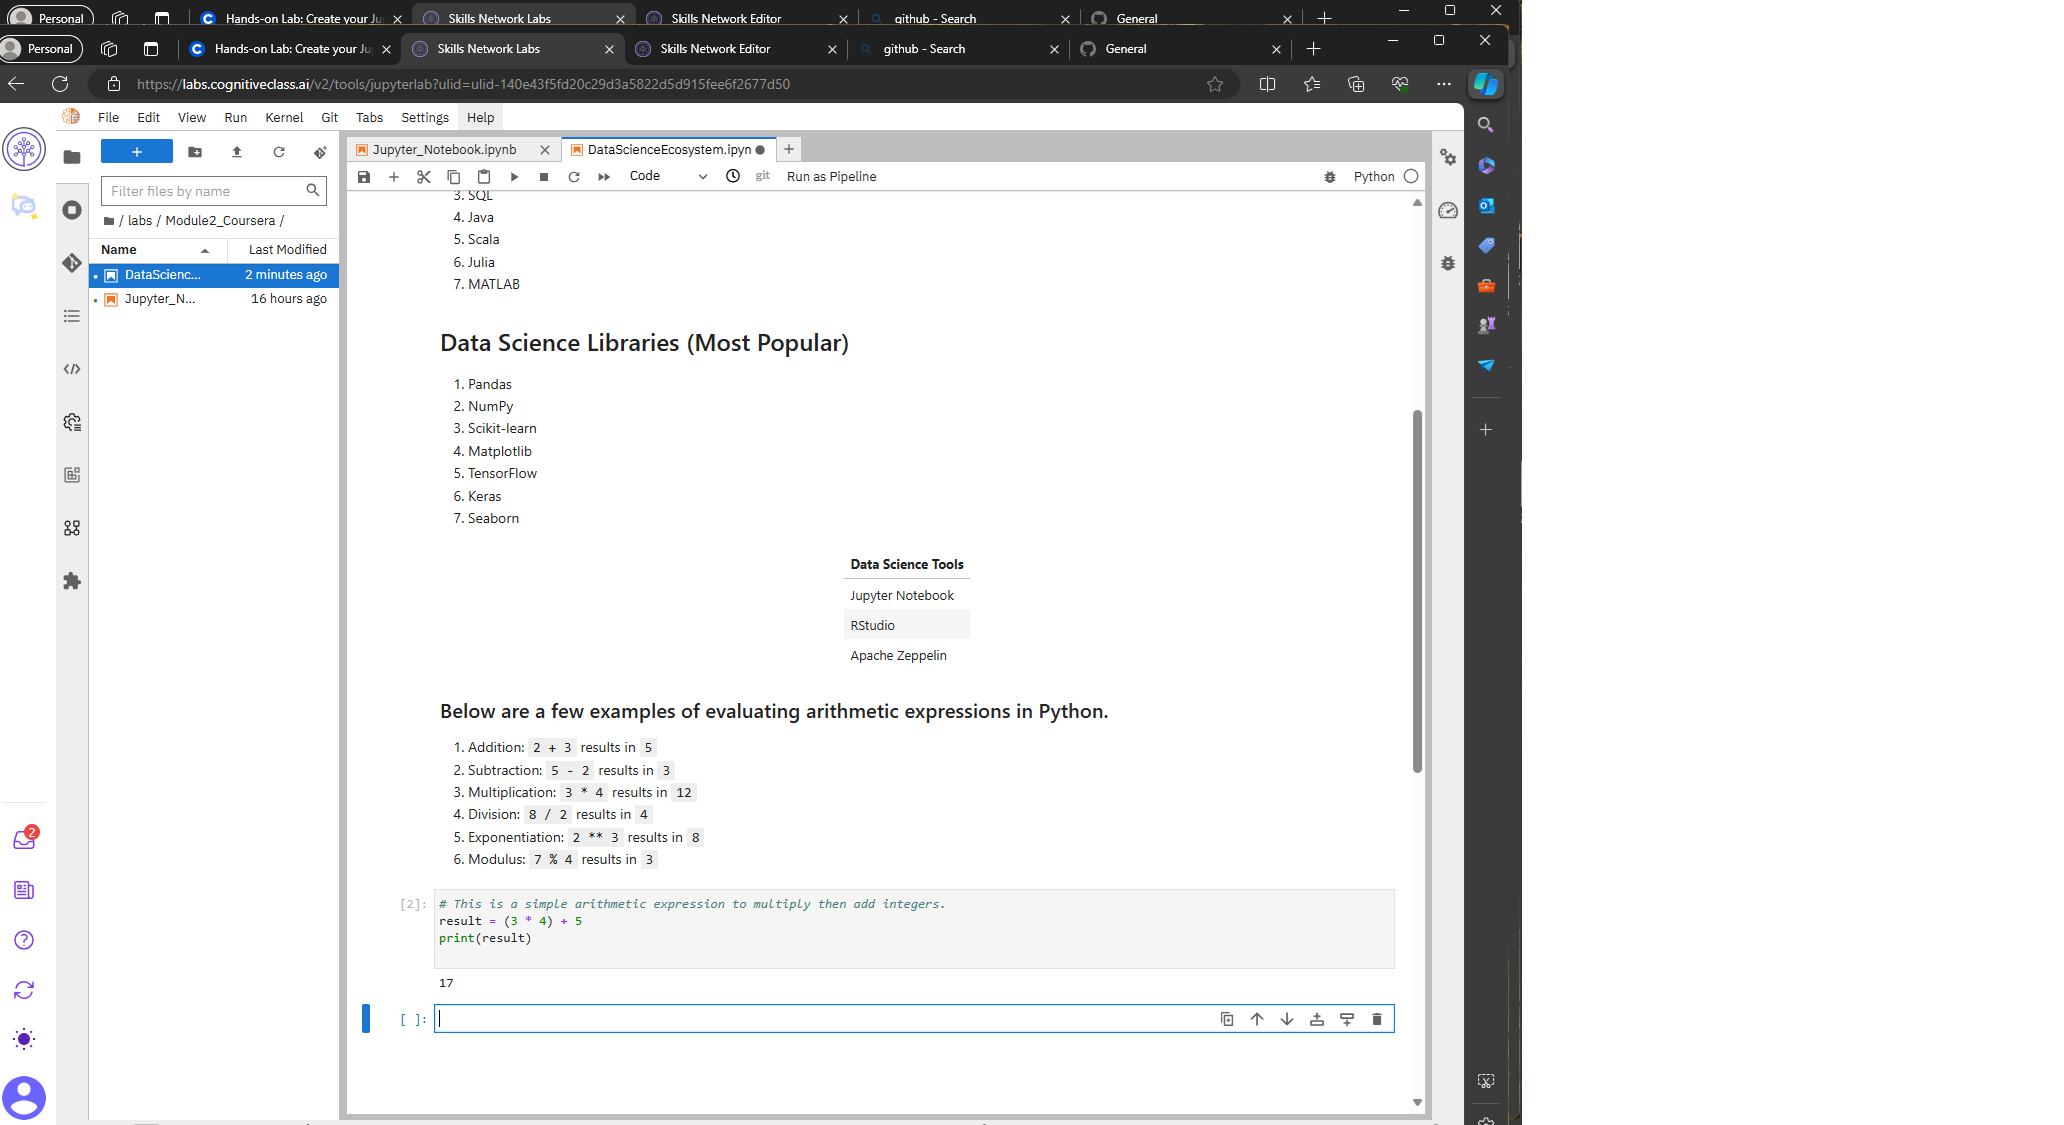 Personal
Hands-on Lab: Create your Ju
Skills Network Labs
Skills Network Editor
github - Search
General
Personal
Hands-on Lab: Create your Ju
Skills Network Labs
Skills Network Editor
github - Search
General
https://labs.cognitiveclass.ai/v2/tools/jupyterlab?ulid=ulid-140e43f5fd20c29d3a5822d5d915fee6f2677d50
File Edit View Run Kernel Git Tabs Settings Help
Jupyter_Notebook.ipynb
DataScienceEcosystem.ipyn
Filter files by name
Code
git
Run as Pipeline
Python
/ labs / Module2_Coursera /
Name Last Modified
DataScienc... 2 minutes ago
Jupyter_N... 16 hours ago
3. SQL
4. Java
5. Scala
6. Julia
7. MATLAB
Data Science Libraries (Most Popular)
1. Pandas
2. NumPy
3. Scikit-learn
4. Matplotlib
5. TensorFlow
6. Keras
7. Seaborn
Data Science Tools
Jupyter Notebook
RStudio
Apache Zeppelin
Below are a few examples of evaluating arithmetic expressions in Python.
1. Addition: 2 + 3 results in 5
2. Subtraction: 5 - 2 results in 3
3. Multiplication: 3 * 4 results in 12
4. Division: 8 / 2 results in 4
5. Exponentiation: 2 ** 3 results in 8
6. Modulus: 7 % 4 results in 3
[2]: # This is a simple arithmetic expression to multiply then add integers.
result = (3 * 4) + 5
print(result)
17
[ ]:
2